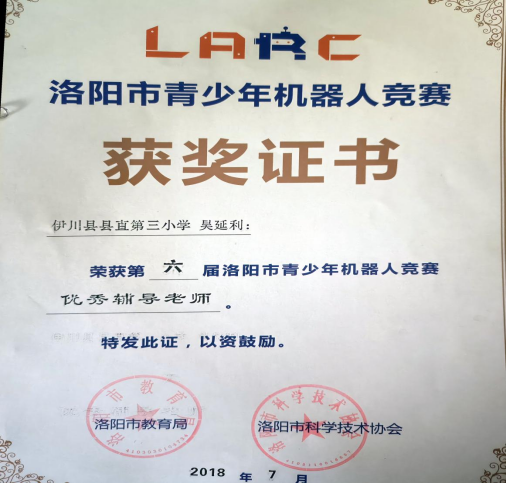 LARC
洛阳市青少年机器人竞赛
获奖证书
伊川县县直第三小学 吴延利：
荣获第 六 届洛阳市青少年机器人竞赛
优秀辅导老师 。
特发此证，以资鼓励。
洛阳市教育局 洛阳市科学技术协会
2018 年 7 月